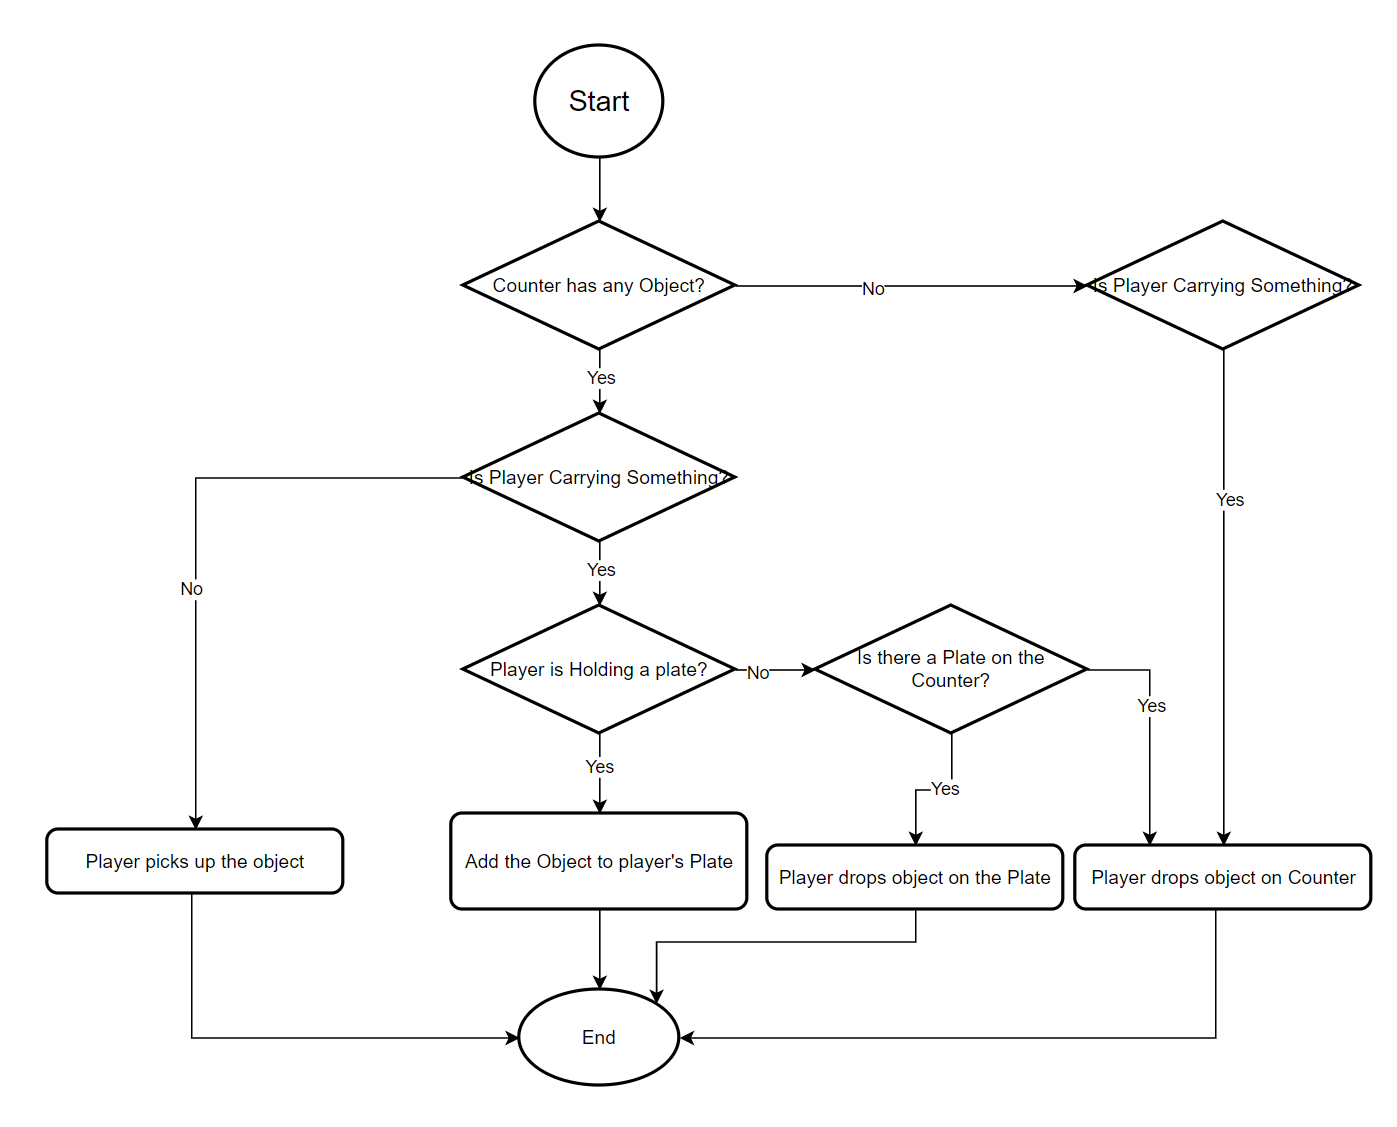 Start
Counter has any Object?
No
Is Player Carrying Something?
Yes
Is Player Carrying Something?
Yes
No
Yes
Player is Holding a plate?
No
Is there a Plate on the
Counter?
Yes
Yes
Yes
Player picks up the object
Add the Object to player's Plate
Player drops object on the Plate
Player drops object on Counter
End